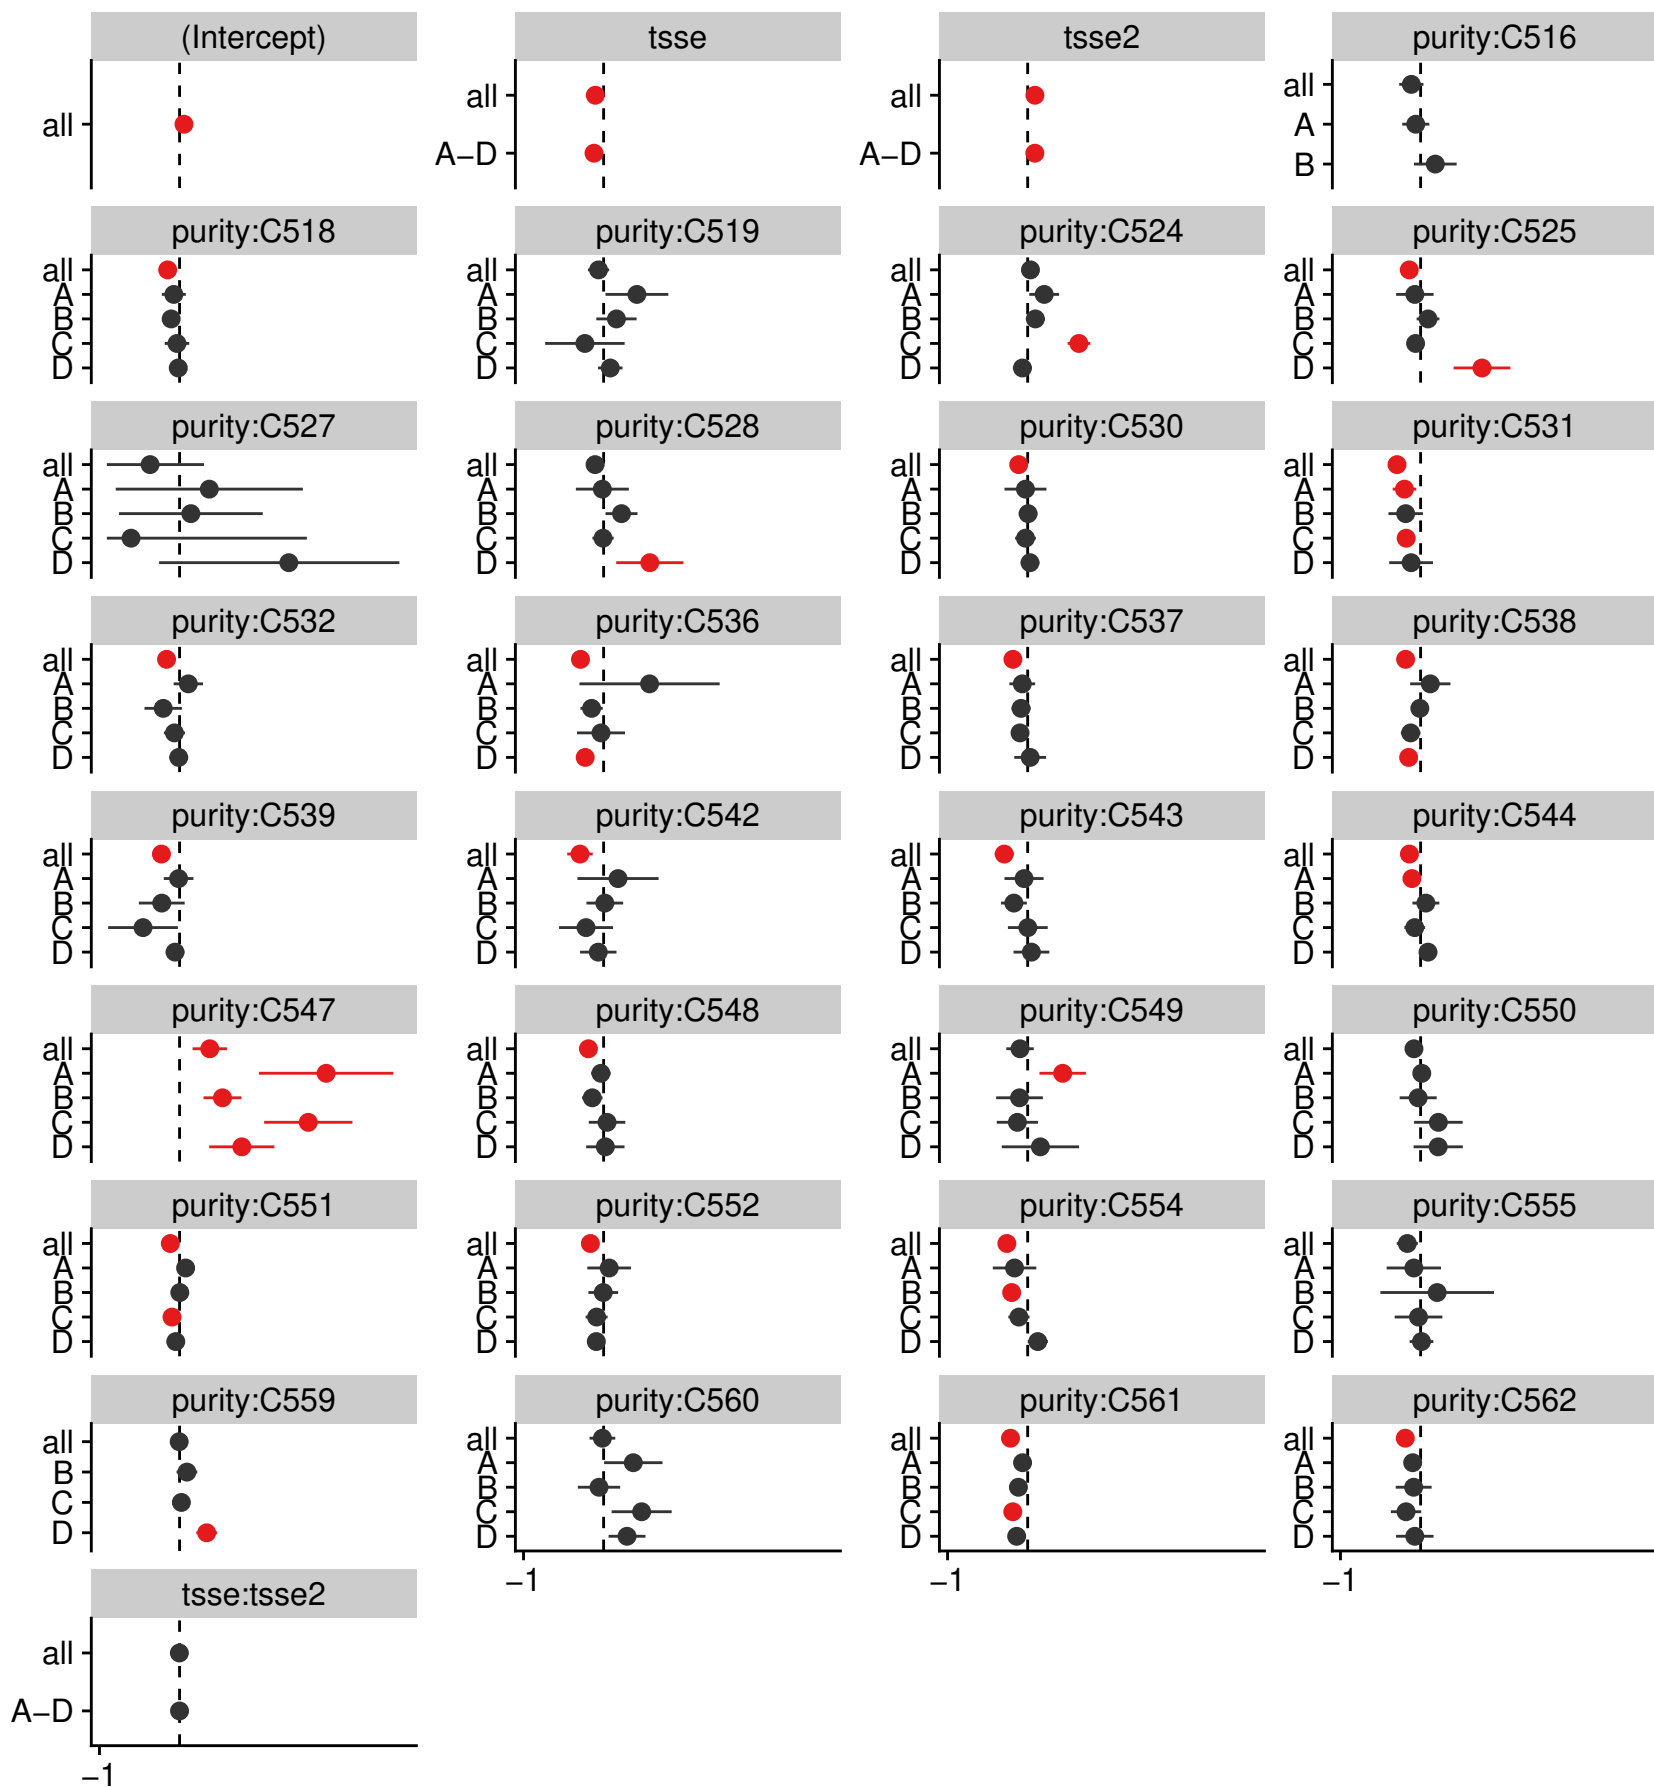 (Intercept) tsse tsse2 purity:C516
all
all
A−D
all
A−D
all
A
B
purity:C518 purity:C519 purity:C524 purity:C525
all all all all
A A A A
B B B B
C C C C
D D D D
purity:C527 purity:C528 purity:C530 purity:C531
all all all all
A A A A
B B B B
C C C C
D D D D
purity:C532 purity:C536 purity:C537 purity:C538
all all all all
A A A A
B B B B
C C C C
D D D D
purity:C539 purity:C542 purity:C543 purity:C544
all all all all
A A A A
B B B B
C C C C
D D D D
purity:C547 purity:C548 purity:C549 purity:C550
all all all all
A A A A
B B B B
C C C C
D D D D
purity:C551 purity:C552 purity:C554 purity:C555
all all all all
A A A A
B B B B
C C C C
D D D D
purity:C559 purity:C560 purity:C561 purity:C562
all all all all
B A A A
C B B B
D C C C
D D D
−1 −1 −1
tsse:tsse2
all
A−D
−1